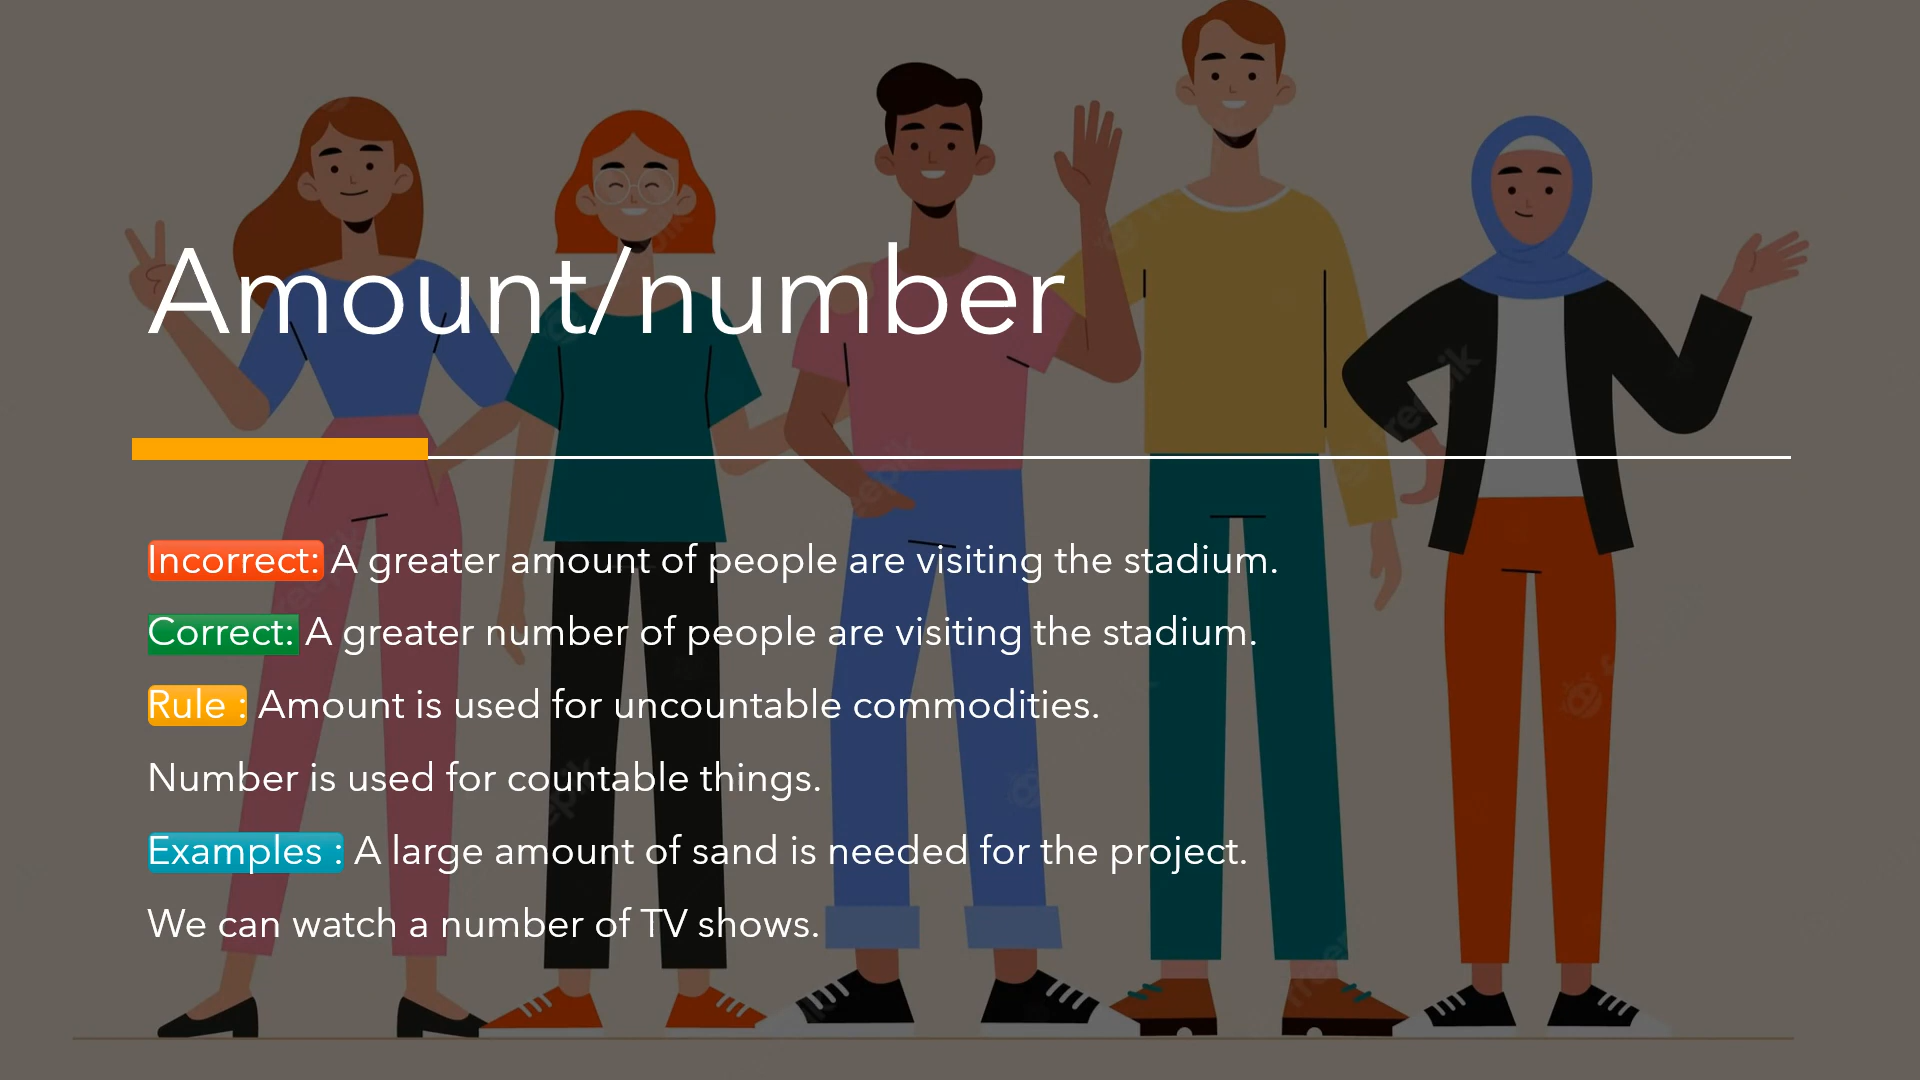 Amount/number
Incorrect: A greater amount of people are visiting the stadium.
Correct: A greater number of people are visiting the stadium.
Rule : Amount is used for uncountable commodities.
Number is used for countable things.
Examples : A large amount of sand is needed for the project.
We can watch a number of TV shows.